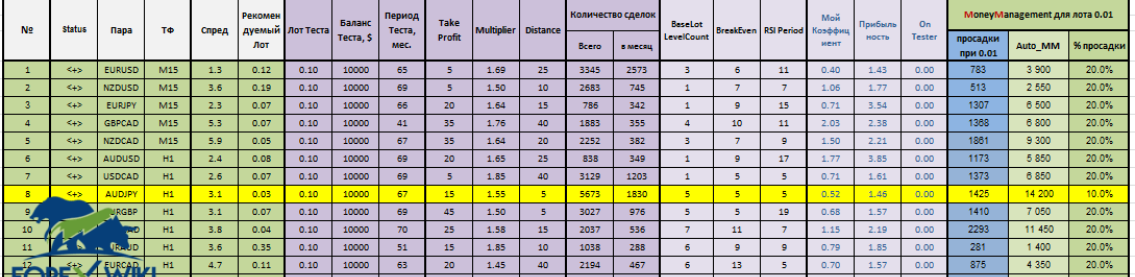 № Status Пара ТФ Спред Рекомен дуемый Лот Лот Теста Баланс Теста, $ Период Теста, мес. Take Profit Multiplier Distance Количество сделок BaseLot LevelCount BreakEven RSI Period Мой Коэффиц иент Прибыль ность On Tester MoneyManagement для лота 0.01
Всего в месяц просадки при 0.01 Auto_MM % просадки
1 <+> EURUSD M15 1.3 0.12 0.10 10000 65 5 1.69 25 3345 2573 3 6 11 0.40 1.43 0.00 783 3 900 20.0%
2 <+> NZDUSD M15 3.6 0.19 0.10 10000 69 5 1.50 10 2683 745 1 7 7 1.06 1.77 0.00 513 2 550 20.0%
3 <+> EURJPY M15 2.3 0.07 0.10 10000 66 20 1.64 15 786 342 1 9 15 0.71 3.54 0.00 1307 6 500 20.0%
4 <+> GBPCAD M15 5.3 0.07 0.10 10000 41 35 1.76 40 1883 355 4 10 11 2.03 2.38 0.00 1368 6 800 20.0%
5 <+> NZDCAD M15 5.9 0.05 0.10 10000 67 35 1.64 20 2252 382 3 7 9 1.50 2.21 0.00 1861 9 300 20.0%
6 <+> AUDUSD H1 2.4 0.08 0.10 10000 69 20 1.65 25 838 349 1 9 17 1.77 3.85 0.00 1173 5 850 20.0%
7 <+> USDCAD H1 2.6 0.07 0.10 10000 69 5 1.85 40 3129 1203 1 5 5 0.71 1.61 0.00 1373 6 850 20.0%
8 <+> AUDJPY H1 3.1 0.03 0.10 10000 67 15 1.55 5 5673 1830 5 5 5 0.52 1.46 0.00 1425 14 200 10.0%
9 H1 3.1 0.07 0.10 10000 69 45 1.50 5 3027 976 5 5 19 0.68 1.57 0.00 1410 7 050 20.0%
10 H1 3.8 0.04 0.10 10000 70 25 1.58 15 2037 536 7 11 7 1.15 2.19 0.00 2293 11 450 20.0%
11 H1 3.6 0.35 0.10 10000 51 15 1.85 10 1038 288 6 9 9 0.79 1.85 0.00 281 1 400 20.0%
12 EURCAD H1 4.7 0.11 0.10 10000 63 20 1.45 40 2194 467 6 13 5 0.70 1.57 0.00 875 4 350 20.0%
FOREX WIKI